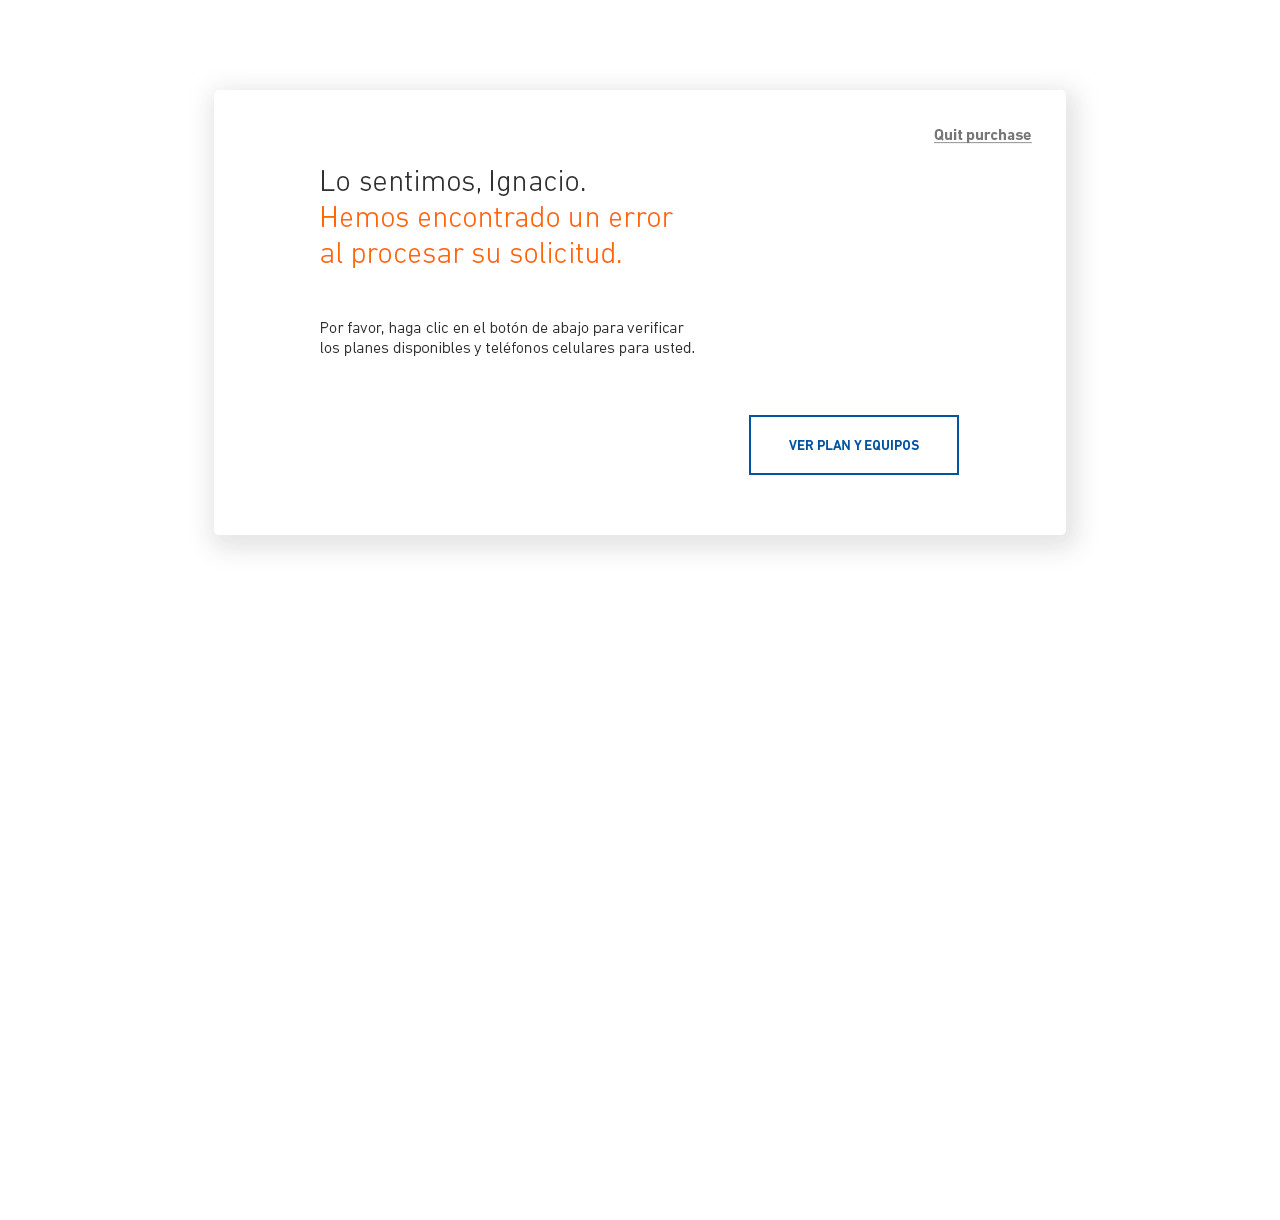 Quit purchase
Lo sentimos, Ignacio.
Hemos encontrado un error
al procesar su solicitud.
Por favor, haga clic en el botón de abajo para verificar
los planes disponibles y teléfonos celulares para usted.
VER PLAN Y EQUIPOS